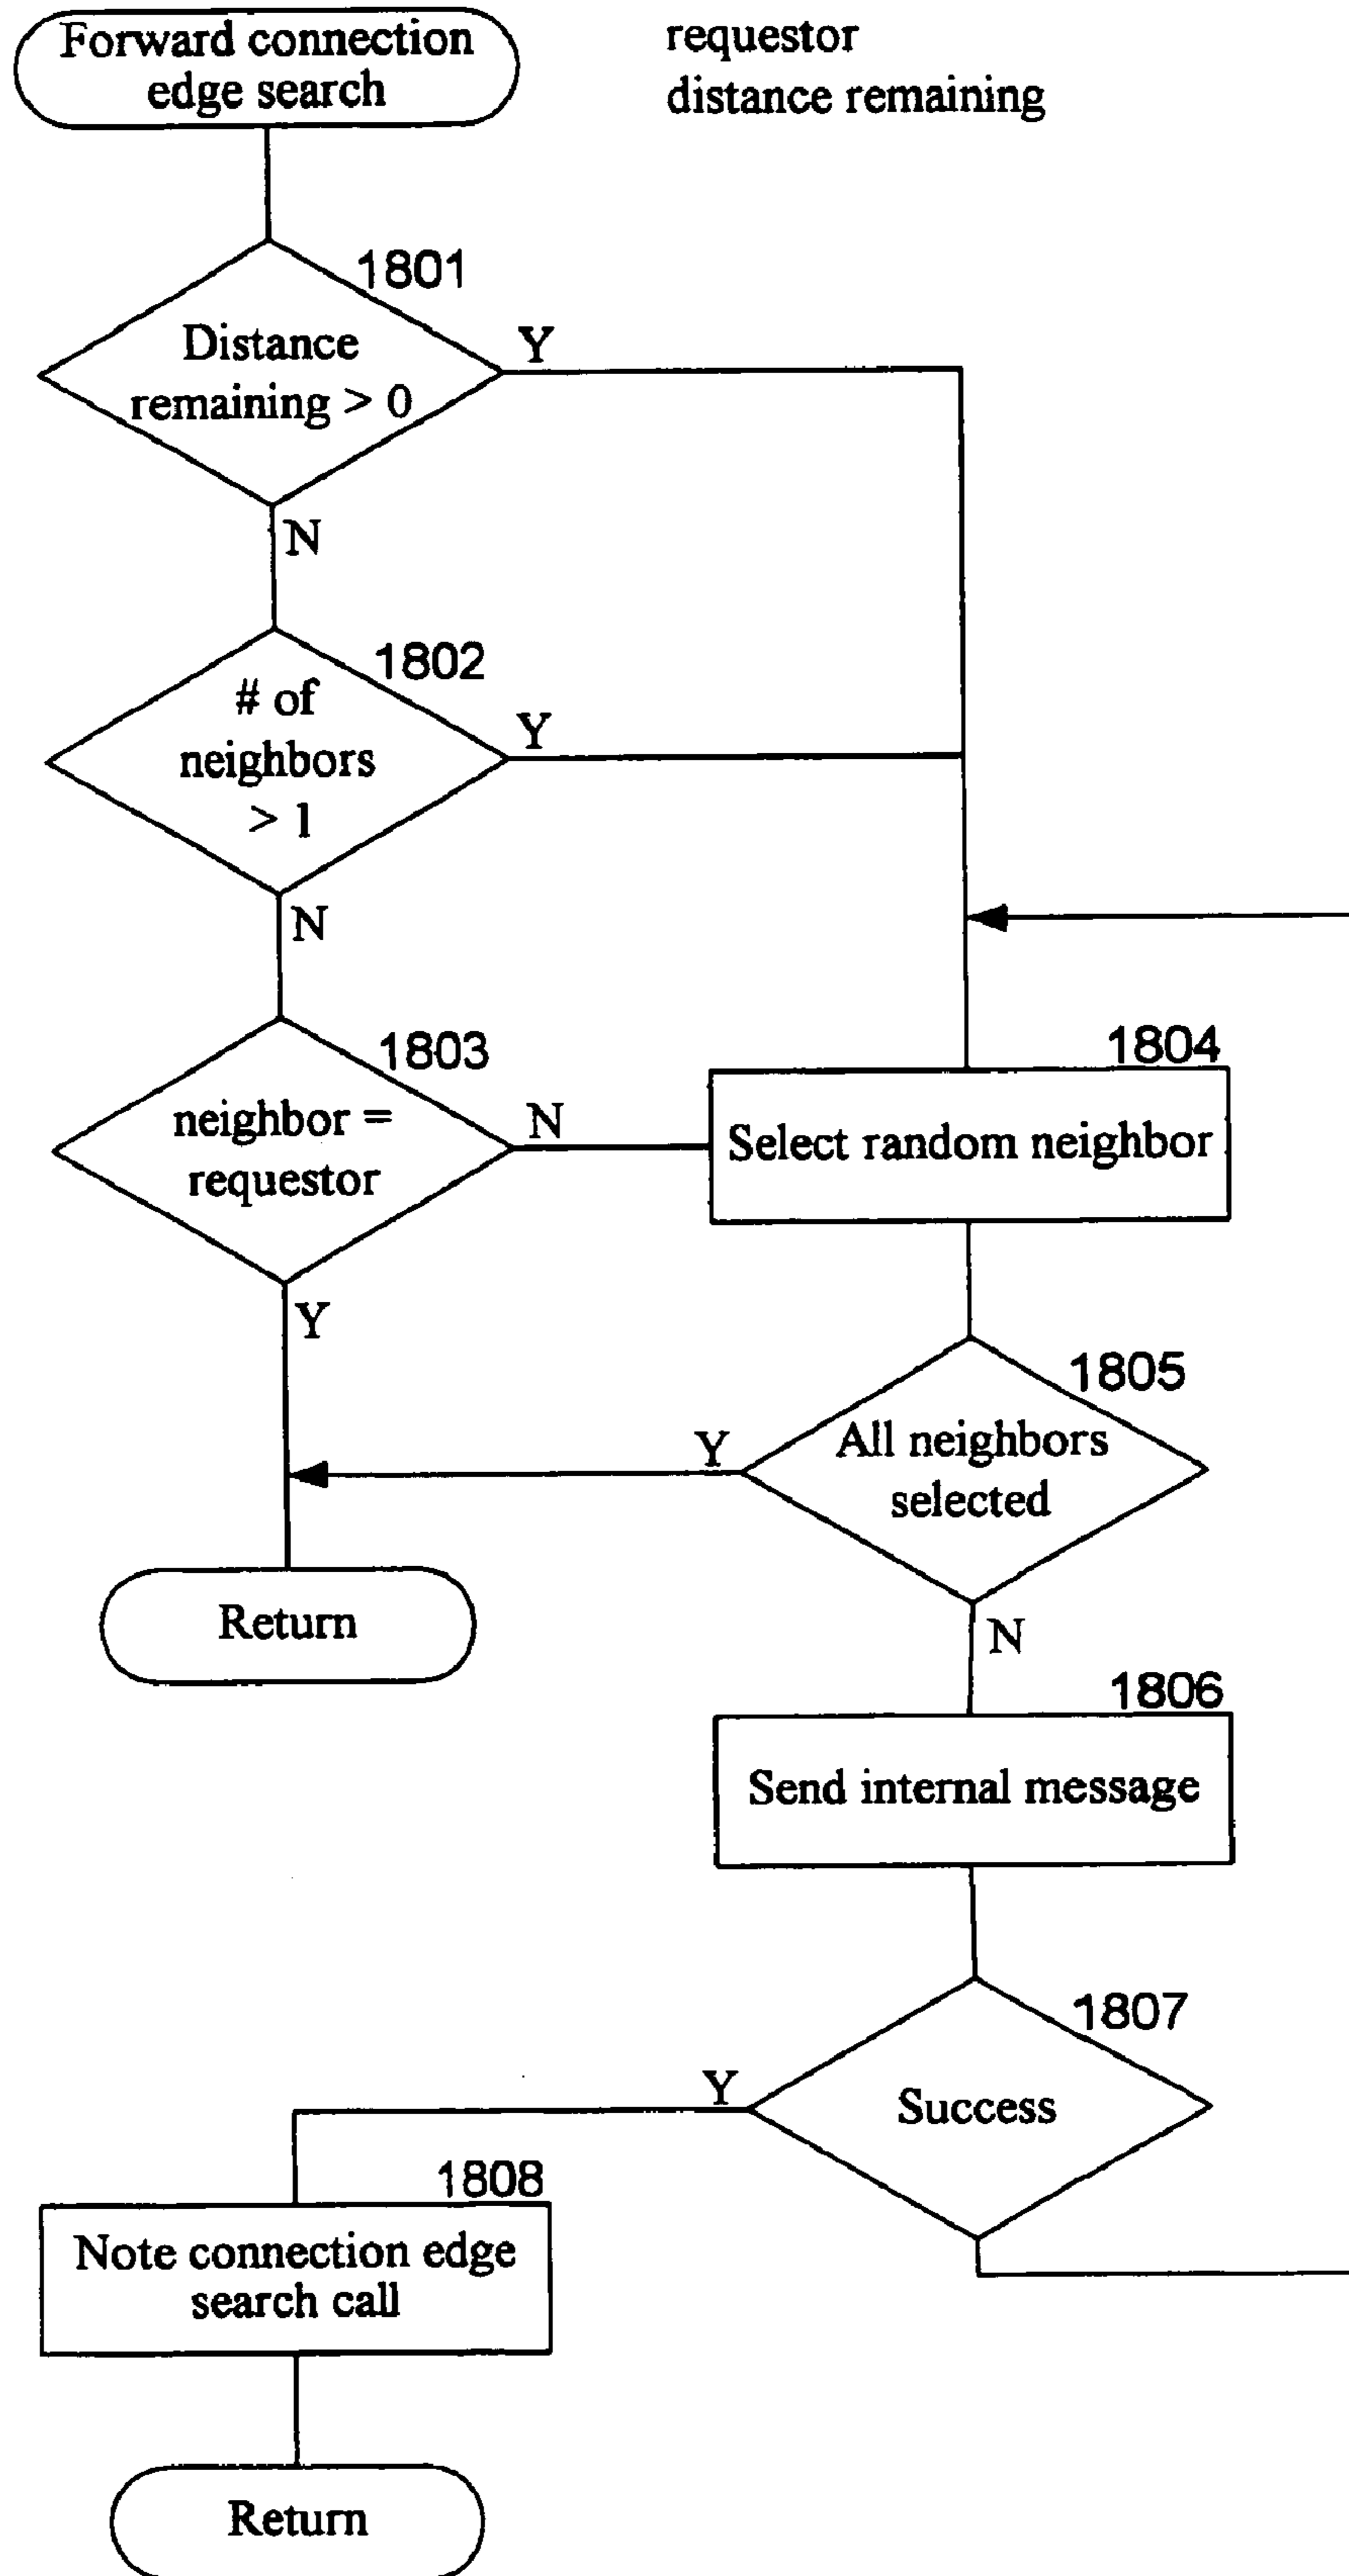 Forward connection
edge search
requestor
distance remaining
1801
Distance
remaining > 0
Y
N
1802
# of
neighbors
> 1
Y
N
1803
neighbor =
requestor
N
Y
1804
Select random neighbor
1805
All neighbors
selected
Y
N
Return
1806
Send internal message
1807
Success
Y
1808
Note connection edge
search call
Return